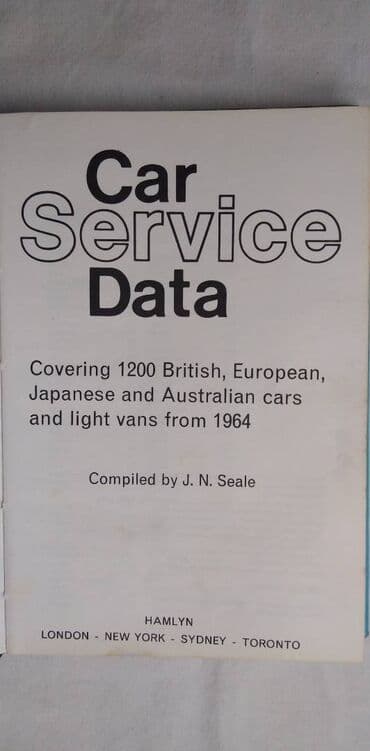 Car
Service
Data
Covering 1200 British, European,
Japanese and Australian cars
and light vans from 1964
Compiled by J. N. Seale
HAMLYN
LONDON - NEW YORK - SYDNEY - TORONTO